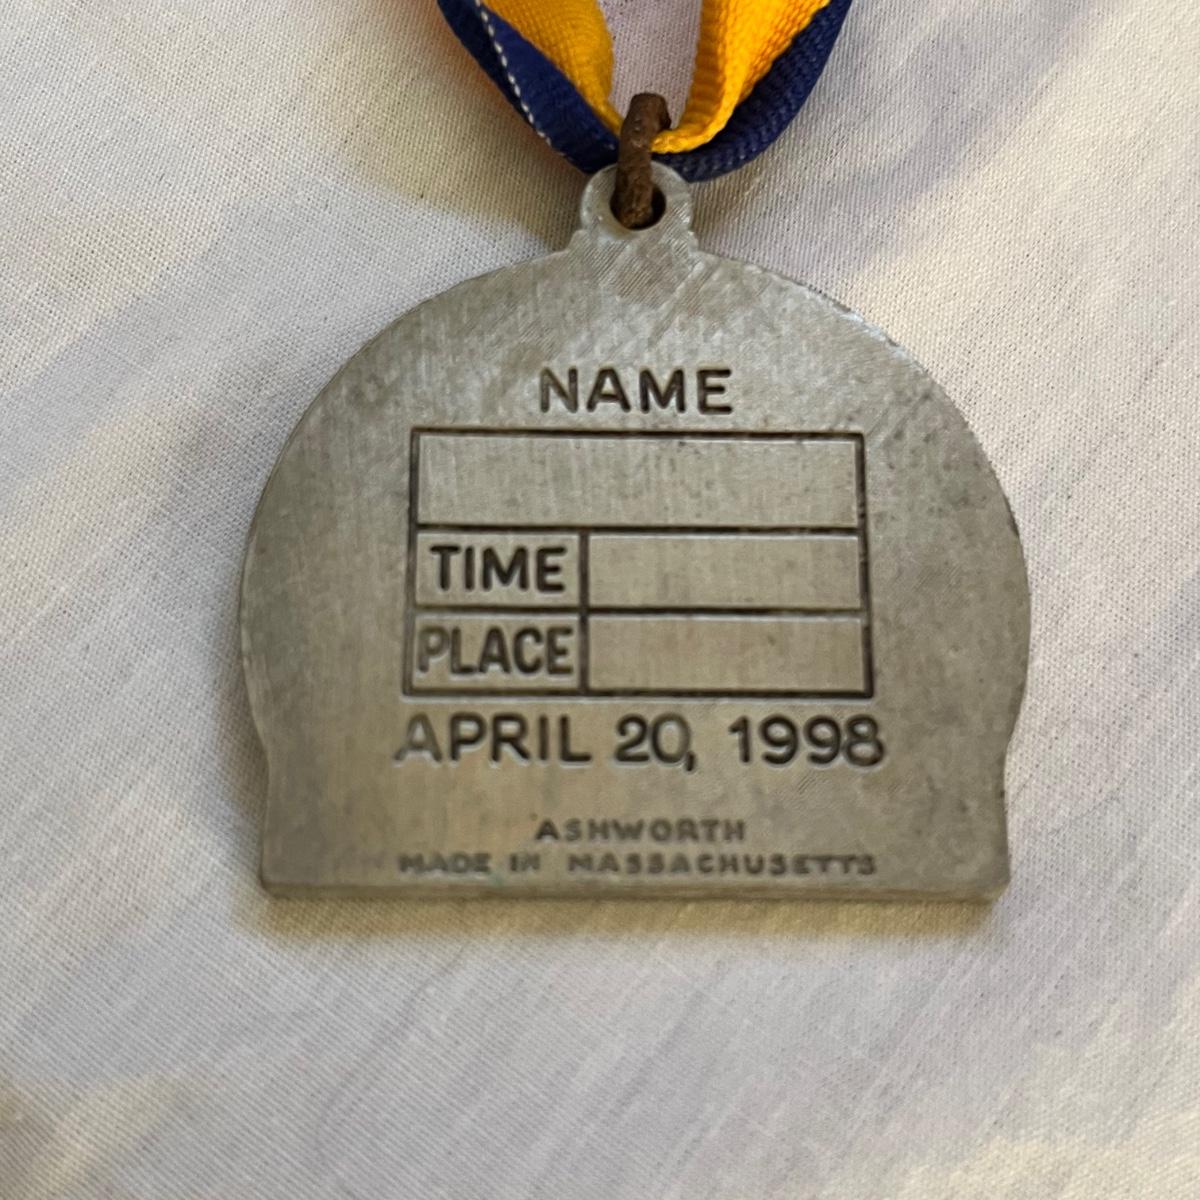 NAME
TIME
PLACE
APRIL 20, 1998
ASHWORTH
MADE IN MASSACHUSETTS